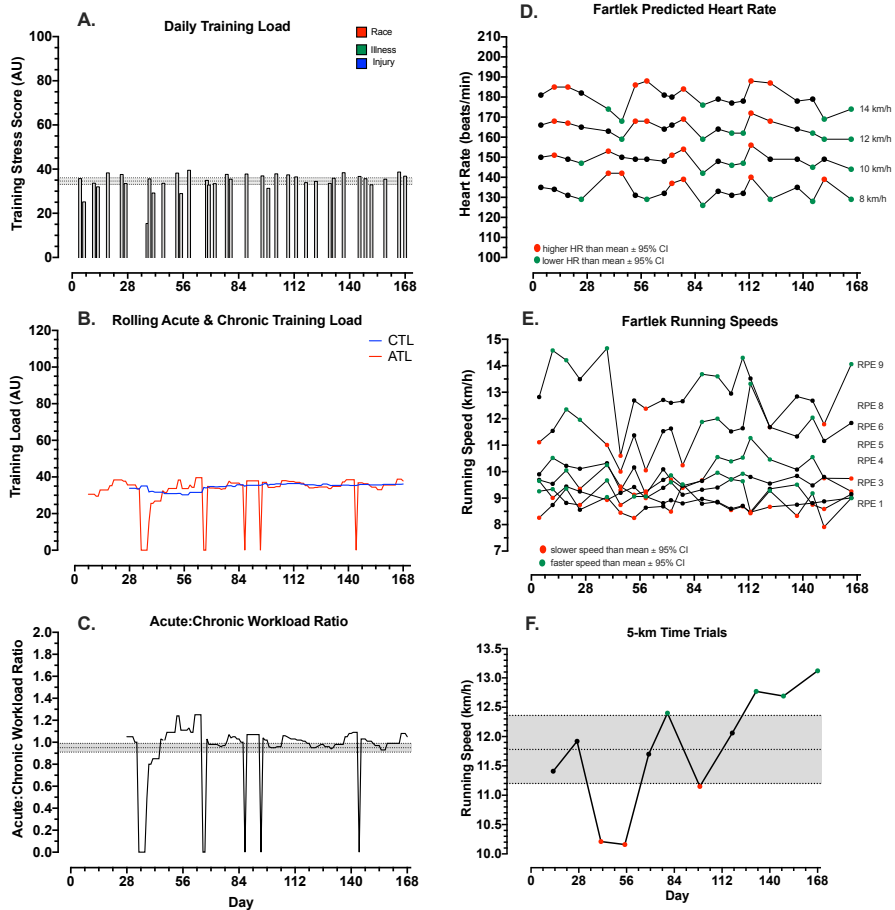 A.
Daily Training Load
Training Stress Score (AU)
100
80
60
40
20
0
Race
Illness
Injury
0 28 56 84 112 140 168
B.
Rolling Acute & Chronic Training Load
Training Load (AU)
120
100
80
60
40
20
0
CTL
ATL
0 28 56 84 112 140 168
C.
Acute:Chronic Workload Ratio
Acute:Chronic Workload Ratio
2.0
1.8
1.6
1.4
1.2
1.0
0.8
0.6
0.4
0.2
0.0
0 28 56 84 112 140 168
Day
D.
Fartlek Predicted Heart Rate
Heart Rate (beats/min)
210
200
190
180
170
160
150
140
130
120
110
100
14 km/h
12 km/h
10 km/h
8 km/h
higher HR than mean ± 95% CI
lower HR than mean ± 95% CI
0 28 56 84 112 140 168
E.
Fartlek Running Speeds
Running Speed (km/h)
15
14
13
12
11
10
9
8
7
RPE 9
RPE 8
RPE 6
RPE 5
RPE 4
RPE 3
RPE 1
slower speed than mean ± 95% CI
faster speed than mean ± 95% CI
0 28 56 84 112 140 168
F.
5-km Time Trials
Running Speed (km/h)
13.5
13.0
12.5
12.0
11.5
11.0
10.5
10.0
0 28 56 84 112 140 168
Day